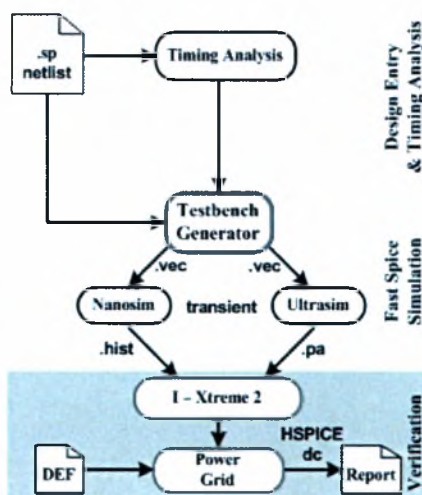 .sp
netlist
Timing Analysis
Design Entry
& Timing Analysis
Testbench
Generator
.vec
.vec
Nanosim
transient
Ultrasim
Fast Spice
Simulation
.hist
.pa
I – Xtreme 2
DEF
Power
Grid
HSPICE
dc
Report
Verification